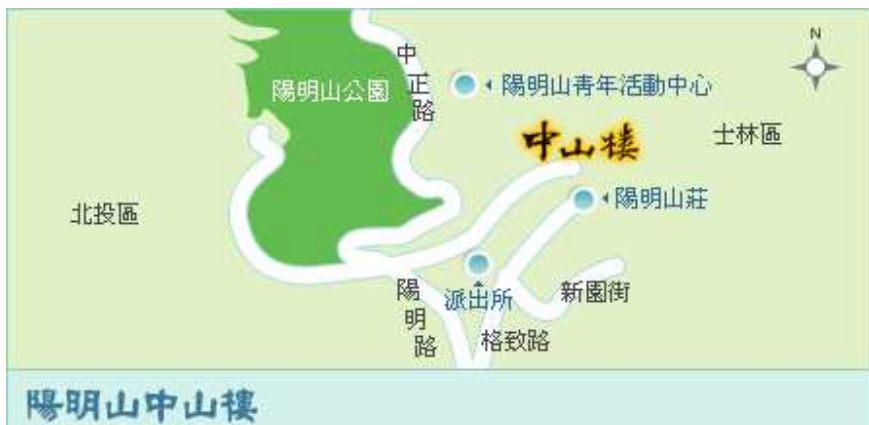 N
中正路
陽明山公園
陽明山青年活動中心
中山樓
士林區
陽明山莊
北投區
陽明路
派出所
新園街
格致路
陽明山中山樓